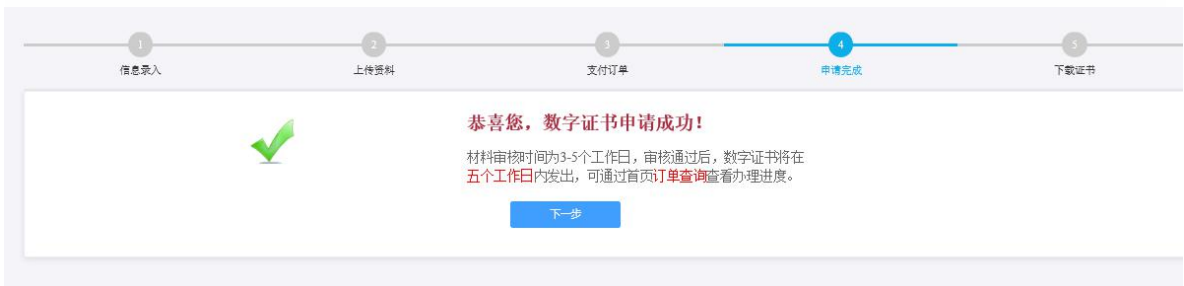 1
2
3
4
5
信息录入
上传资料
支付订单
申请完成
下载证书
恭喜您，数字证书申请成功！
材料审核时间为3-5个工作日，审核通过后，数字证书将在
五个工作日内发出，可通过首页订单查询查看办理进度。
下一步